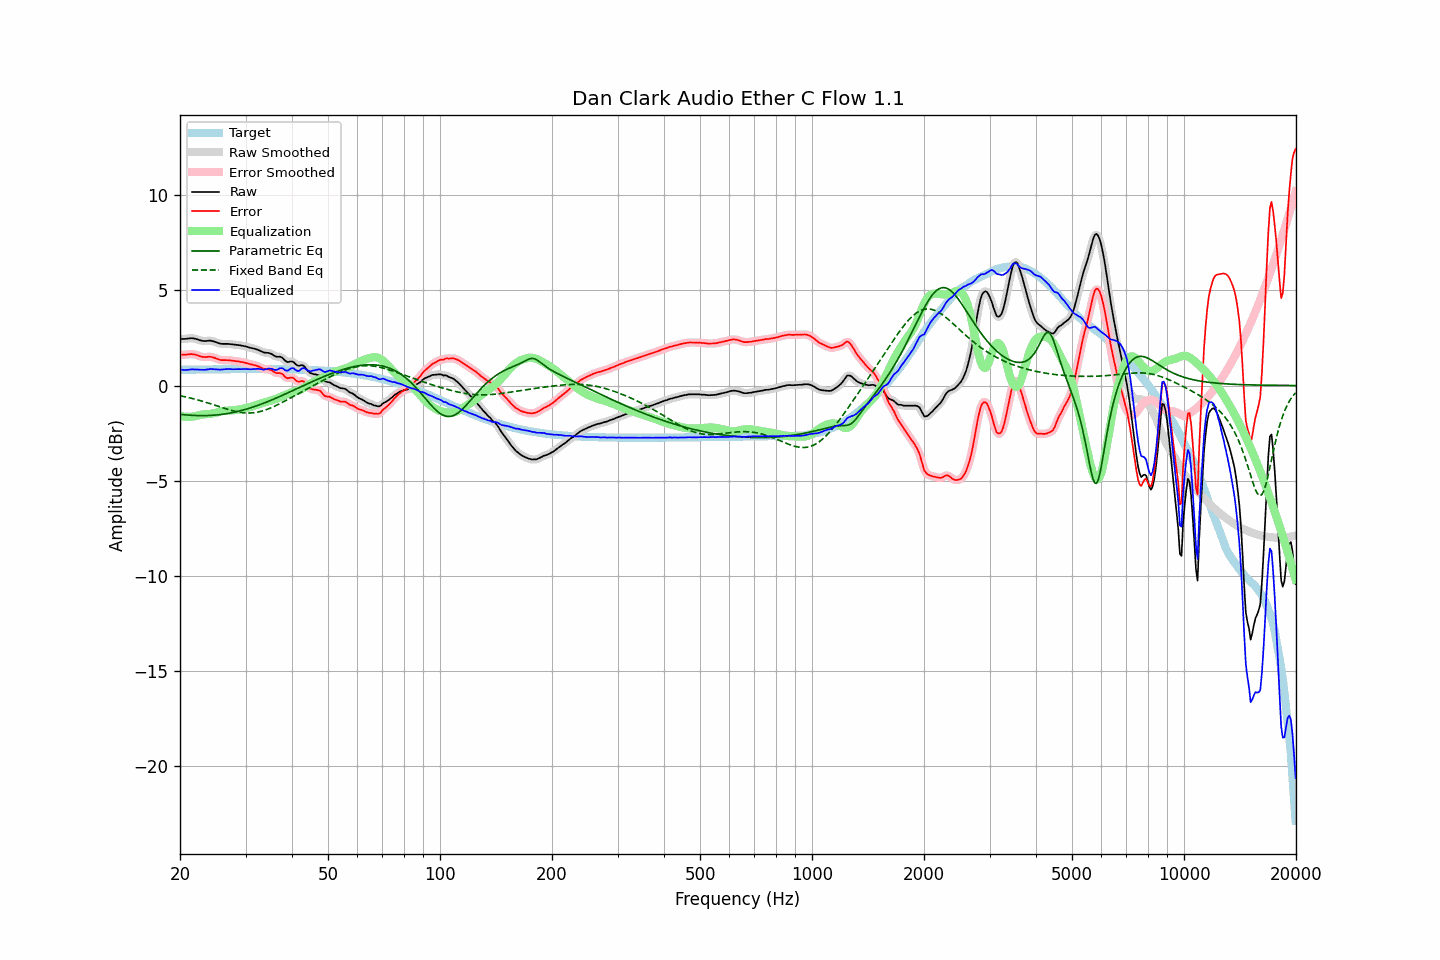 Dan Clark Audio Ether C Flow 1.1
Target
Raw Smoothed
Error Smoothed
Raw
Error
Equalization
Parametric Eq
Fixed Band Eq
Equalized
10
5
0
−5
−10
−15
−20
Amplitude (dBr)
20 50 100 200 500 1000 2000 5000 10000 20000
Frequency (Hz)